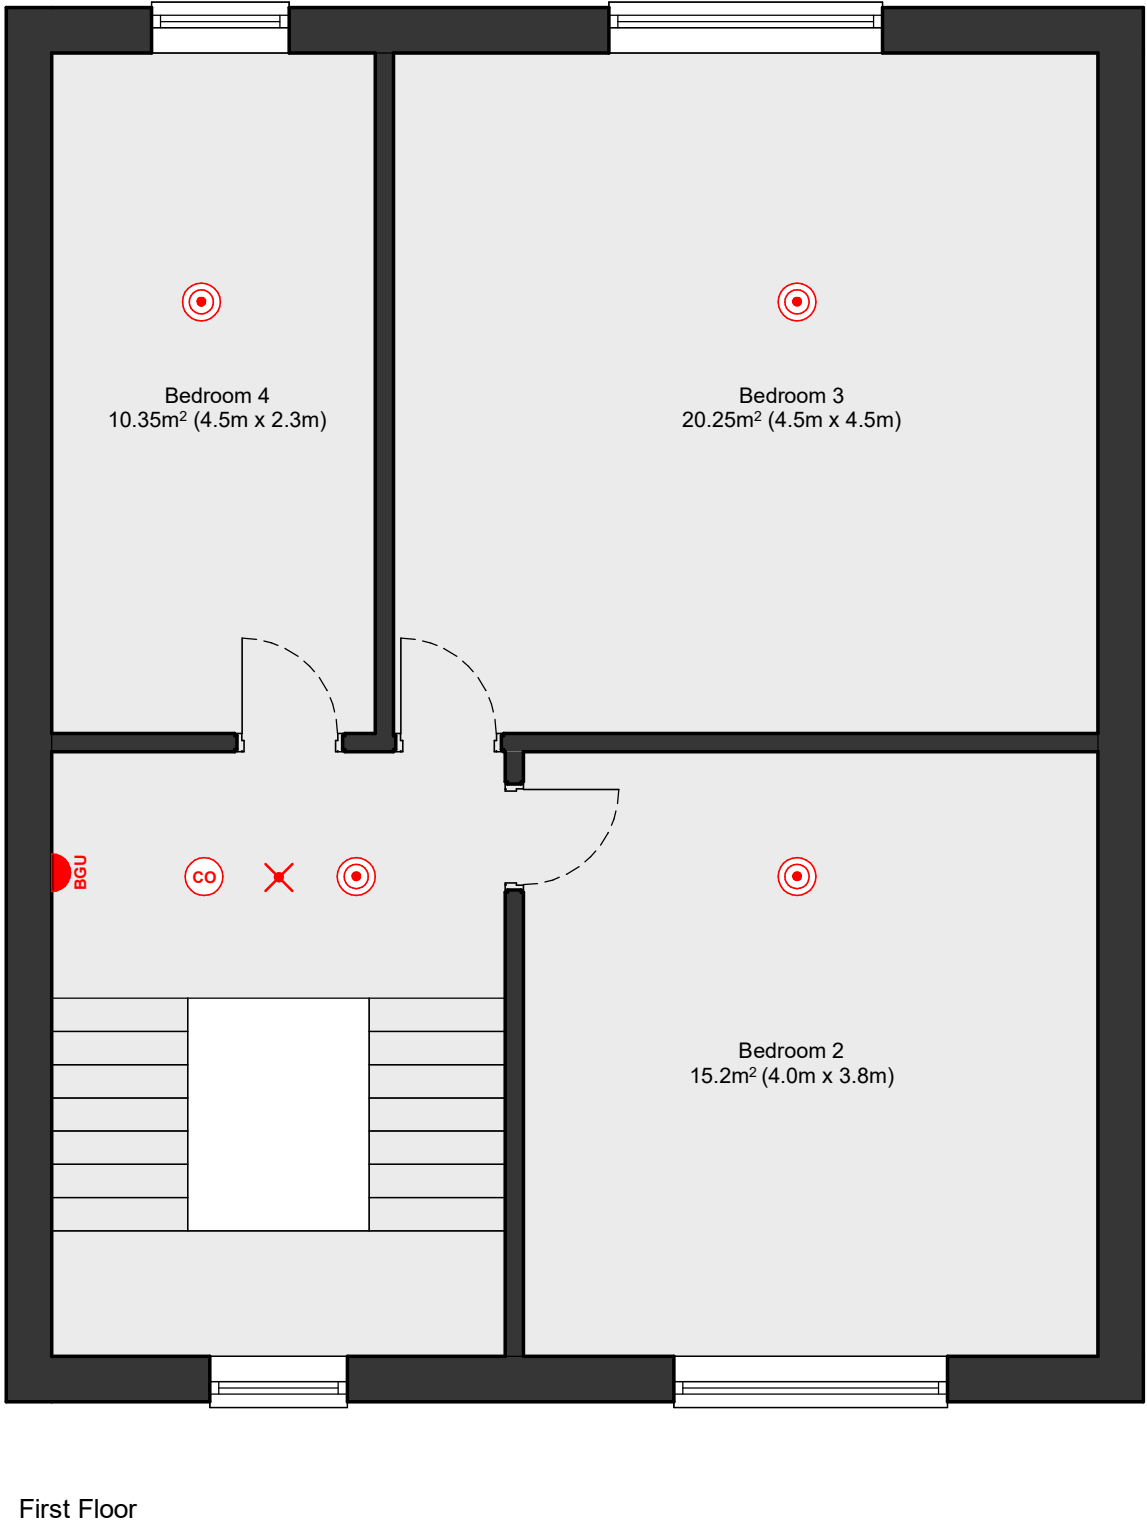 Bedroom 4
10.35m² (4.5m x 2.3m)
Bedroom 3
20.25m² (4.5m x 4.5m)
BGU
CO
Bedroom 2
15.2m² (4.0m x 3.8m)
First Floor